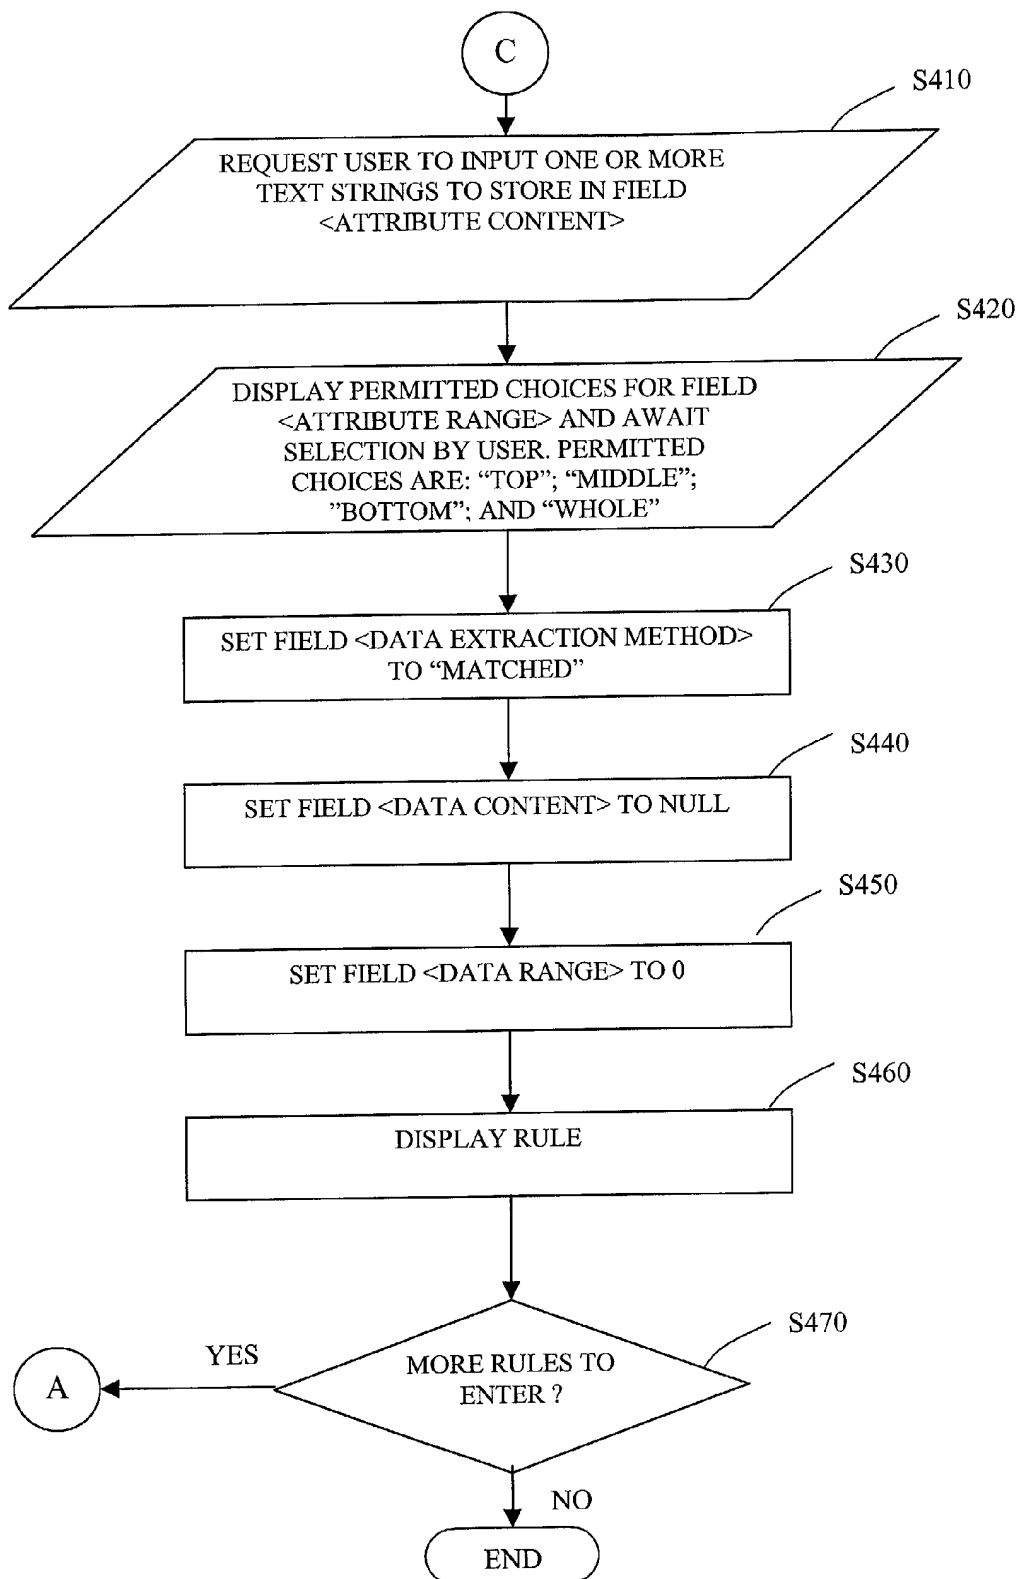 C
S410
REQUEST USER TO INPUT ONE OR MORE
TEXT STRINGS TO STORE IN FIELD
<ATTRIBUTE CONTENT>
S420
DISPLAY PERMITTED CHOICES FOR FIELD
<ATTRIBUTE RANGE> AND AWAIT
SELECTION BY USER. PERMITTED
CHOICES ARE: “TOP”; “MIDDLE”;
”BOTTOM”; AND “WHOLE”
S430
SET FIELD <DATA EXTRACTION METHOD>
TO “MATCHED”
S440
SET FIELD <DATA CONTENT> TO NULL
S450
SET FIELD <DATA RANGE> TO 0
S460
DISPLAY RULE
S470
MORE RULES TO
ENTER ?
YES
A
NO
END